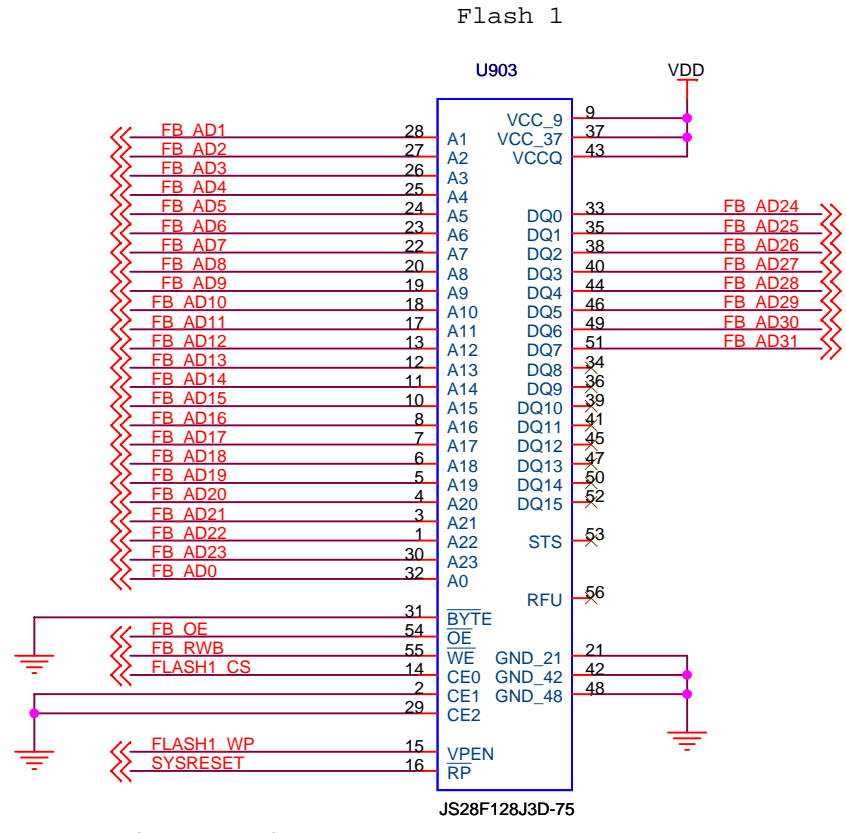 Flash 1
U903
VDD
FB_AD1 28 A1
FB_AD2 27 A2
FB_AD3 26 A3
FB_AD4 25 A4
FB_AD5 24 A5
FB_AD6 23 A6
FB_AD7 22 A7
FB_AD8 20 A8
FB_AD9 19 A9
FB_AD10 18 A10
FB_AD11 17 A11
FB_AD12 13 A12
FB_AD13 12 A13
FB_AD14 11 A14
FB_AD15 10 A15
FB_AD16 8 A16
FB_AD17 7 A17
FB_AD18 6 A18
FB_AD19 5 A19
FB_AD20 4 A20
FB_AD21 3 A21
FB_AD22 1 A22
FB_AD23 30 A23
FB_AD0 32 A0
31 BYTE
FB_OE 54 OE
FB_RWB 55 WE
FLASH1_CS 14 CE0
2 CE1
29 CE2
FLASH1_WP 15 VPEN
SYSRESET 16 RP
VCC_9 9
VCC_37 37
VCCQ 43
DQ0 33 FB_AD24
DQ1 35 FB_AD25
DQ2 38 FB_AD26
DQ3 40 FB_AD27
DQ4 44 FB_AD28
DQ5 46 FB_AD29
DQ6 49 FB_AD30
DQ7 51 FB_AD31
DQ8 34
DQ9 36
DQ10 39
DQ11 41
DQ12 45
DQ13 47
DQ14 50
DQ15 52
STS 53
RFU 56
GND_21 21
GND_42 42
GND_48 48
JS28F128J3D-75